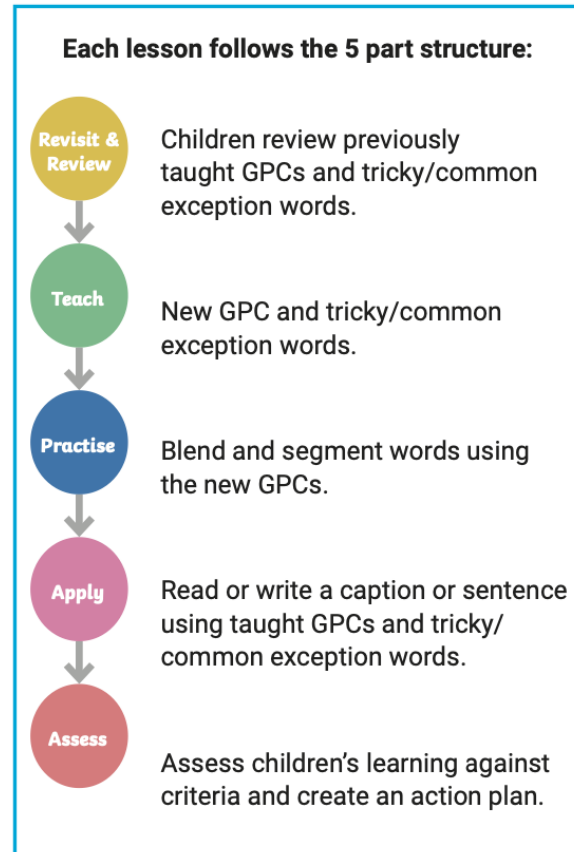 Each lesson follows the 5 part structure:
Revisit &
Review
Children review previously
taught GPCs and tricky/common
exception words.
Teach
New GPC and tricky/common
exception words.
Practise
Blend and segment words using
the new GPCs.
Apply
Read or write a caption or sentence
using taught GPCs and tricky/
common exception words.
Assess
Assess children’s learning against
criteria and create an action plan.